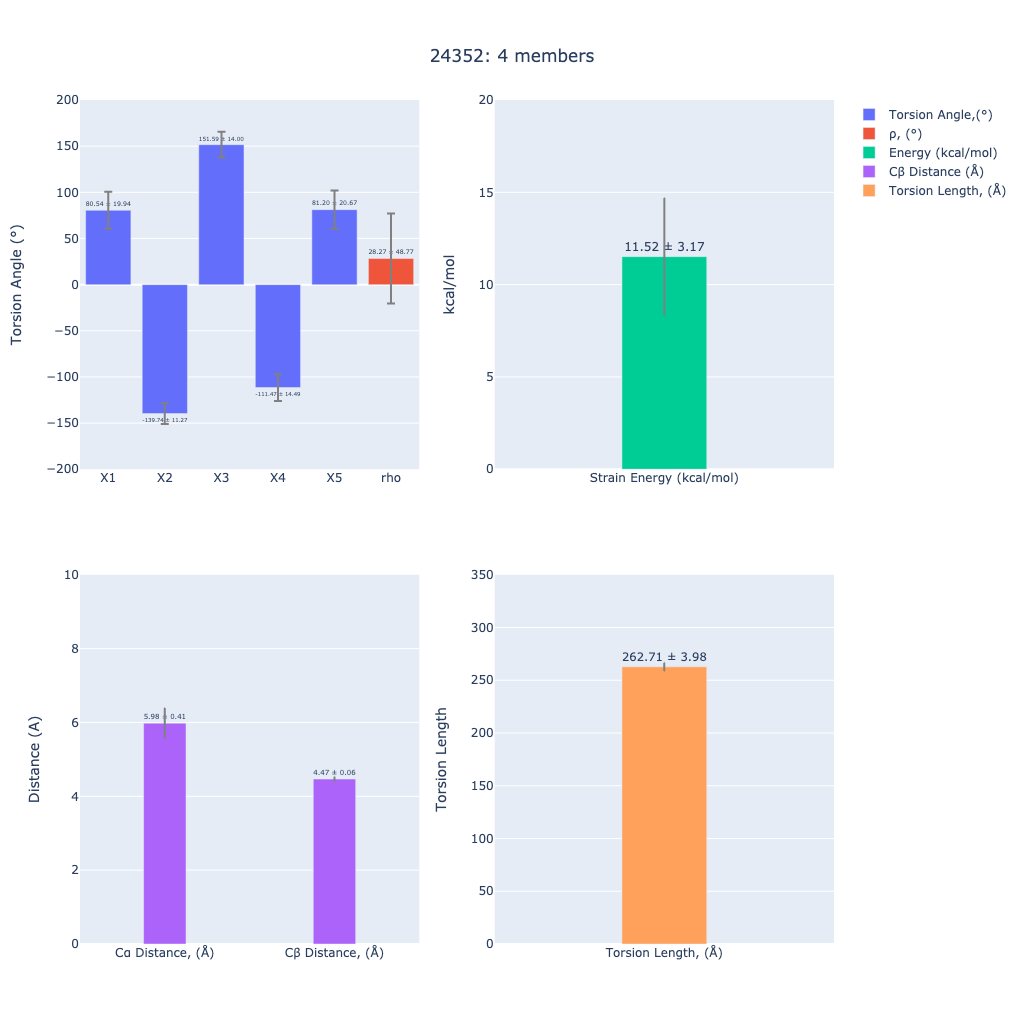 24352: 4 members
Torsion Angle (°)
200
150
100
50
0
−50
−100
−150
−200
80.54 ± 19.94
-139.74 ± 11.27
151.59 ± 14.00
-111.47 ± 14.49
81.20 ± 20.67
28.27 ± 48.77
X1 X2 X3 X4 X5 rho
kcal/mol
20
15
10
5
0
11.52 ± 3.17
Strain Energy (kcal/mol)
Torsion Angle,(°)
ρ, (°)
Energy (kcal/mol)
Cβ Distance (Å)
Torsion Length, (Å)
Distance (A)
10
8
6
4
2
0
5.98 ± 0.41
4.47 ± 0.06
Cα Distance, (Å) Cβ Distance, (Å)
Torsion Length
350
300
250
200
150
100
50
0
262.71 ± 3.98
Torsion Length, (Å)